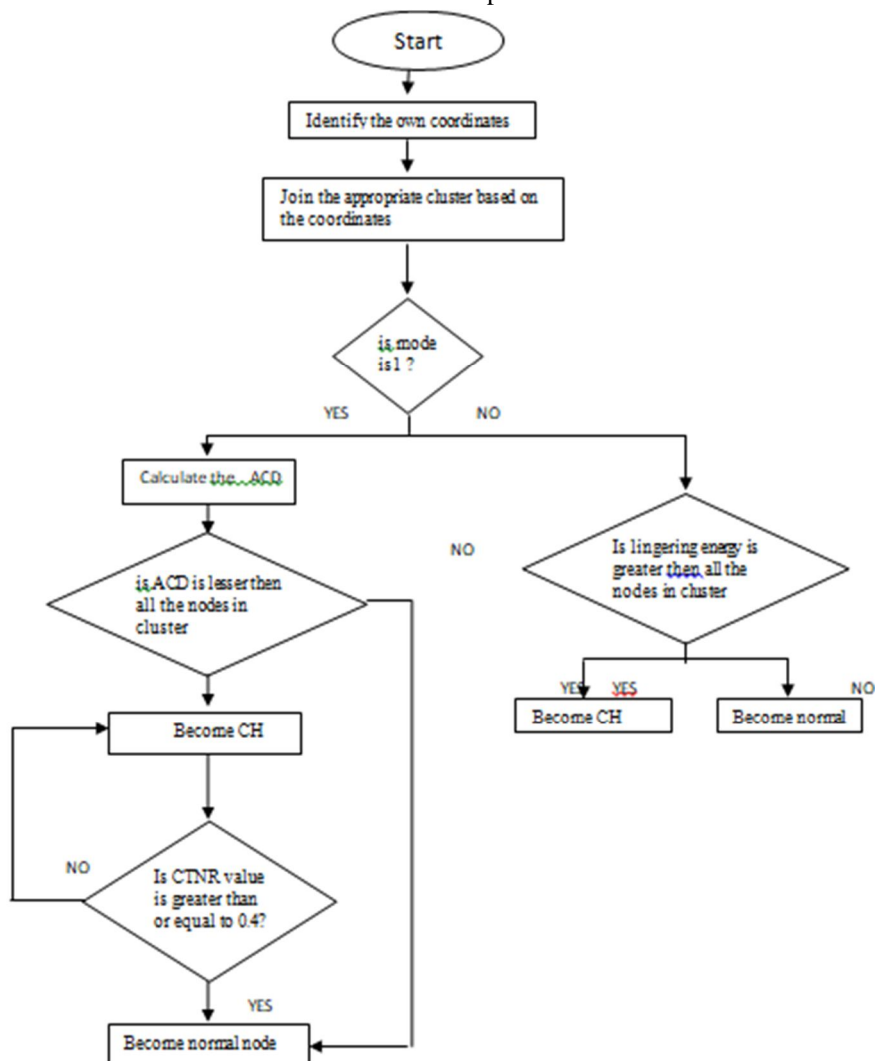 Start
Identify the own coordinates
Join the appropriate cluster based on
the coordinates
is mode
is 1 ?
YES
NO
Calculate the ACD
is ACD is lesser then
all the nodes in
cluster
NO
Is lingering energy is
greater then all the
nodes in cluster
YES YES
NO
Become CH
Become normal
Become CH
NO
Is CTNR value
is greater than
or equal to 0.4?
YES
Become normal node